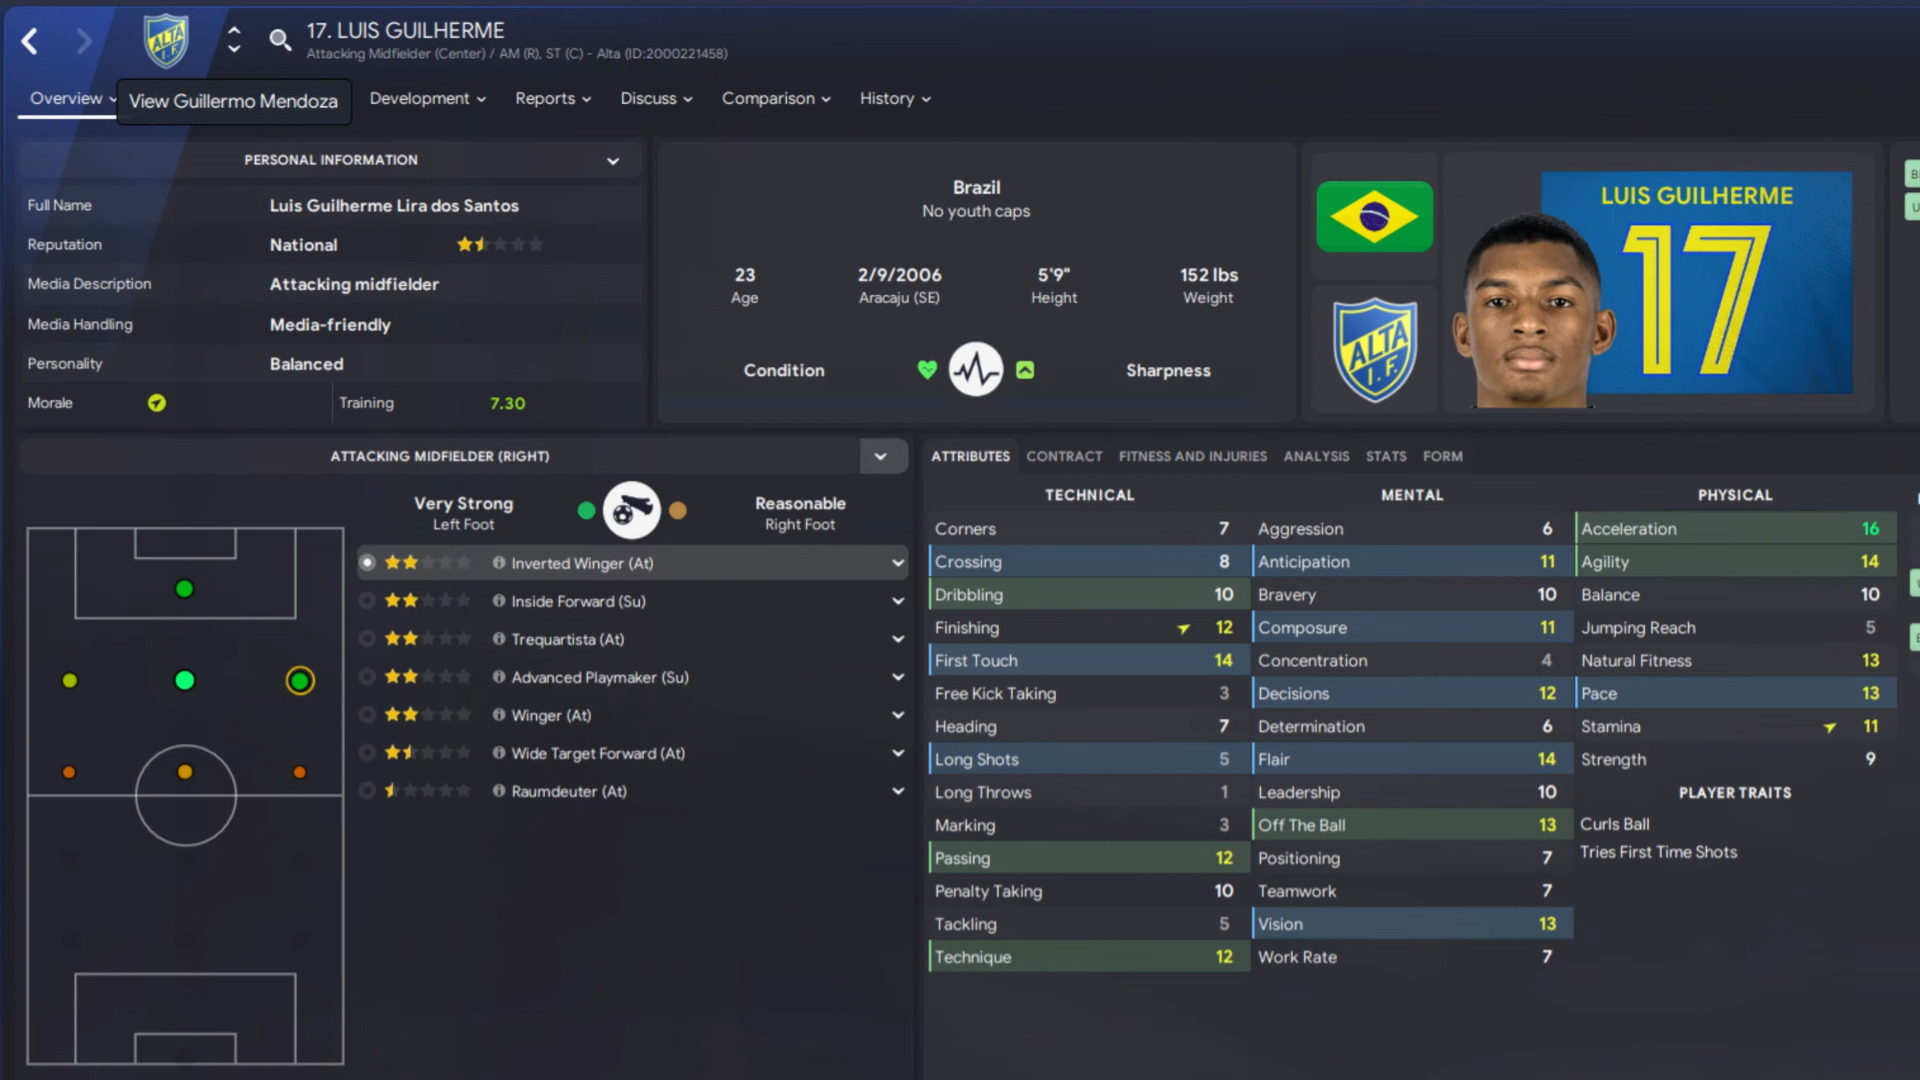 17. LUIS GUILHERME
Attacking Midfielder (Center) / AM (R), ST (C) - Alta (ID:2000221458)
ALTA
I.F.
Overview
View Guillermo Mendoza
Development
Reports
Discuss
Comparison
History
PERSONAL INFORMATION
Full Name Luis Guilherme Lira dos Santos
Reputation National
Media Description Attacking midfielder
Media Handling Media-friendly
Personality Balanced
Morale Training 7.30
Brazil
No youth caps
23 2/9/2006 5'9" 152 lbs
Age Aracaju (SE) Height Weight
Condition Sharpness
ALTA
I.F.
LUIS GUILHERME
17
ATTACKING MIDFIELDER (RIGHT)
Very Strong Reasonable
Left Foot Right Foot
Inverted Winger (At)
Inside Forward (Su)
Trequartista (At)
Advanced Playmaker (Su)
Winger (At)
Wide Target Forward (At)
Raumdeuter (At)
ATTRIBUTES CONTRACT FITNESS AND INJURIES ANALYSIS STATS FORM
TECHNICAL
Corners 7
Crossing 8
Dribbling 10
Finishing 12
First Touch 14
Free Kick Taking 3
Heading 7
Long Shots 5
Long Throws 1
Marking 3
Passing 12
Penalty Taking 10
Tackling 5
Technique 12
MENTAL
Aggression 6
Anticipation 11
Bravery 10
Composure 11
Concentration 4
Decisions 12
Determination 6
Flair 14
Leadership 10
Off The Ball 13
Positioning 7
Teamwork 7
Vision 13
Work Rate 7
PHYSICAL
Acceleration 16
Agility 14
Balance 10
Jumping Reach 5
Natural Fitness 13
Pace 13
Stamina 11
Strength 9
PLAYER TRAITS
Curls Ball
Tries First Time Shots